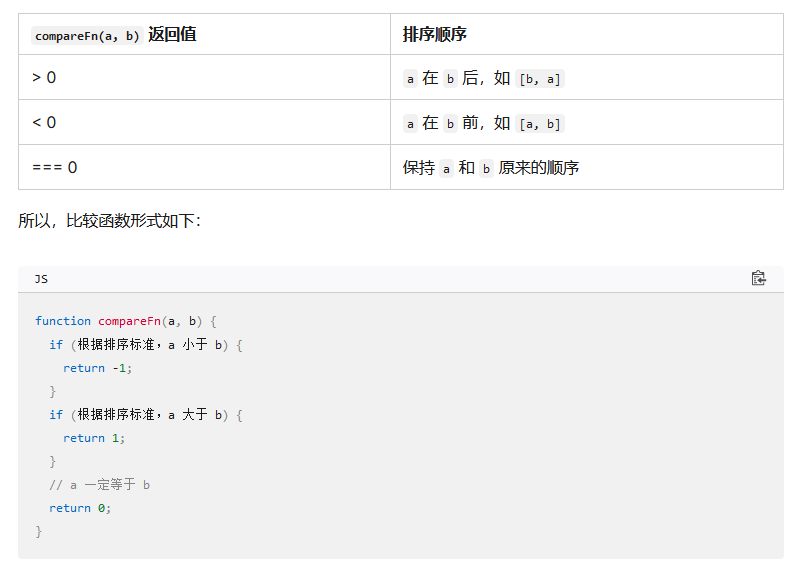 compareFn(a, b) 返回值 排序顺序
> 0 a 在 b 后，如 [b, a]
< 0 a 在 b 前，如 [a, b]
=== 0 保持 a 和 b 原来的顺序
所以，比较函数形式如下：
JS
function compareFn(a, b) {
  if (根据排序标准，a 小于 b) {
    return -1;
  }
  if (根据排序标准，a 大于 b) {
    return 1;
  }
  // a 一定等于 b
  return 0;
}